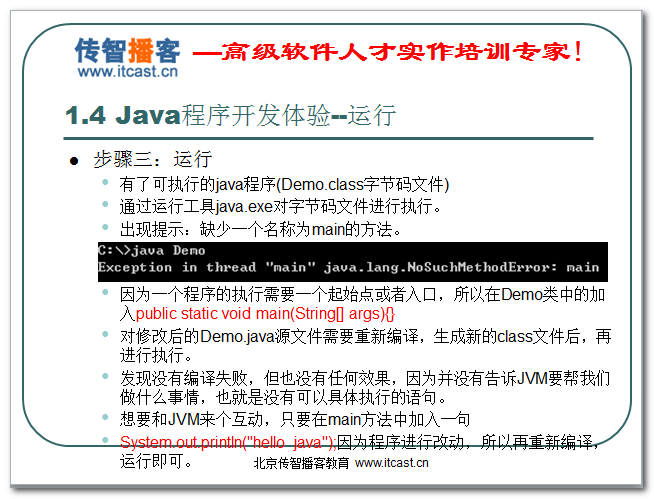 传智播客
www.itcast.cn
—高级软件人才实作培训专家!
1.4 Java程序开发体验--运行
步骤三：运行
有了可执行的java程序(Demo.class字节码文件)
通过运行工具java.exe对字节码文件进行执行。
出现提示：缺少一个名称为main的方法。
C:\>java Demo
Exception in thread "main" java.lang.NoSuchMethodError: main
因为一个程序的执行需要一个起始点或者入口，所以在Demo类中的加
入public static void main(String[] args){}
对修改后的Demo.java源文件需要重新编译，生成新的class文件后，再
进行执行。
发现没有编译失败，但也没有任何效果，因为并没有告诉JVM要帮我们
做什么事情，也就是没有可以具体执行的语句。
想要和JVM来个互动，只要在main方法中加入一句
System.out.println("hello java");因为程序进行改动，所以再重新编译，
运行即可。
北京传智播客教育 www.itcast.cn